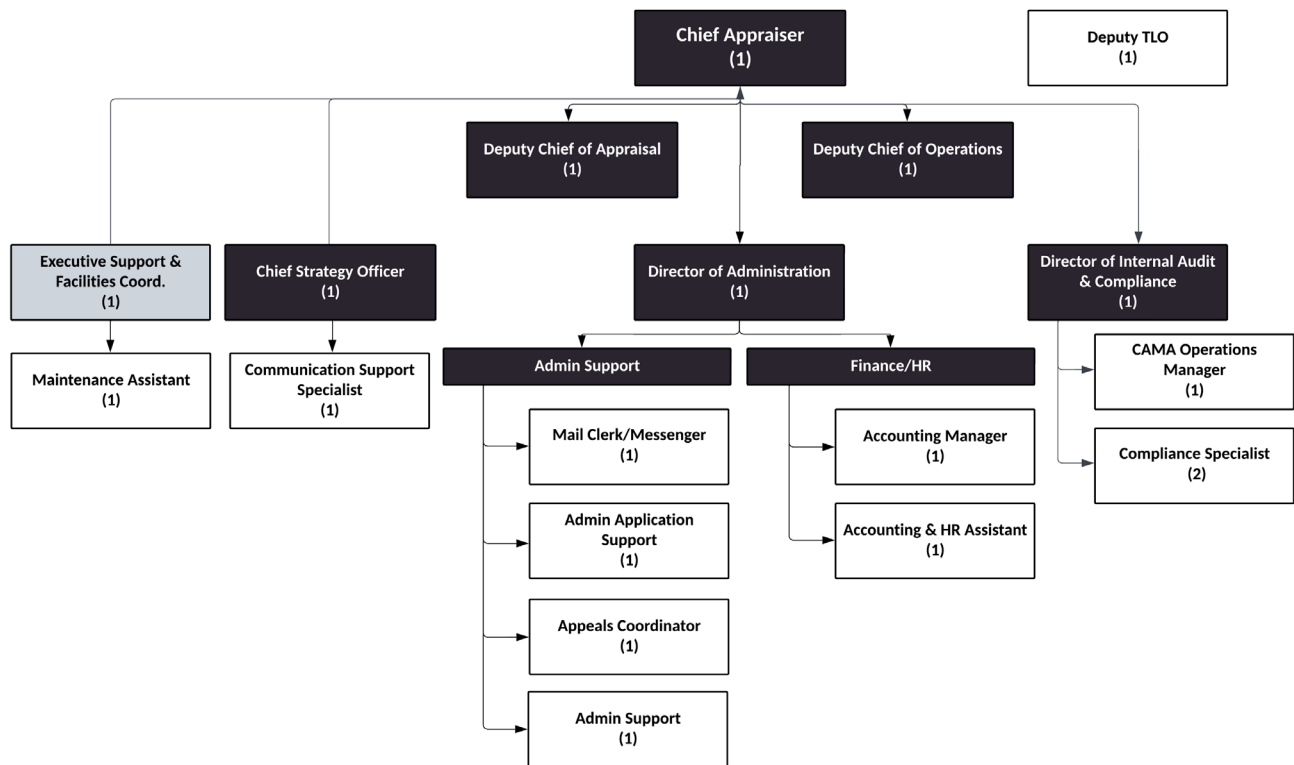 Chief Appraiser
(1)
Deputy TLO
(1)
Deputy Chief of Appraisal
(1)
Deputy Chief of Operations
(1)
Executive Support &
Facilities Coord.
(1)
Chief Strategy Officer
(1)
Director of Administration
(1)
Director of Internal Audit
& Compliance
(1)
Maintenance Assistant
(1)
Communication Support
Specialist
(1)
Admin Support
Finance/HR
CAMA Operations
Manager
(1)
Mail Clerk/Messenger
(1)
Accounting Manager
(1)
Compliance Specialist
(2)
Admin Application
Support
(1)
Accounting & HR Assistant
(1)
Appeals Coordinator
(1)
Admin Support
(1)